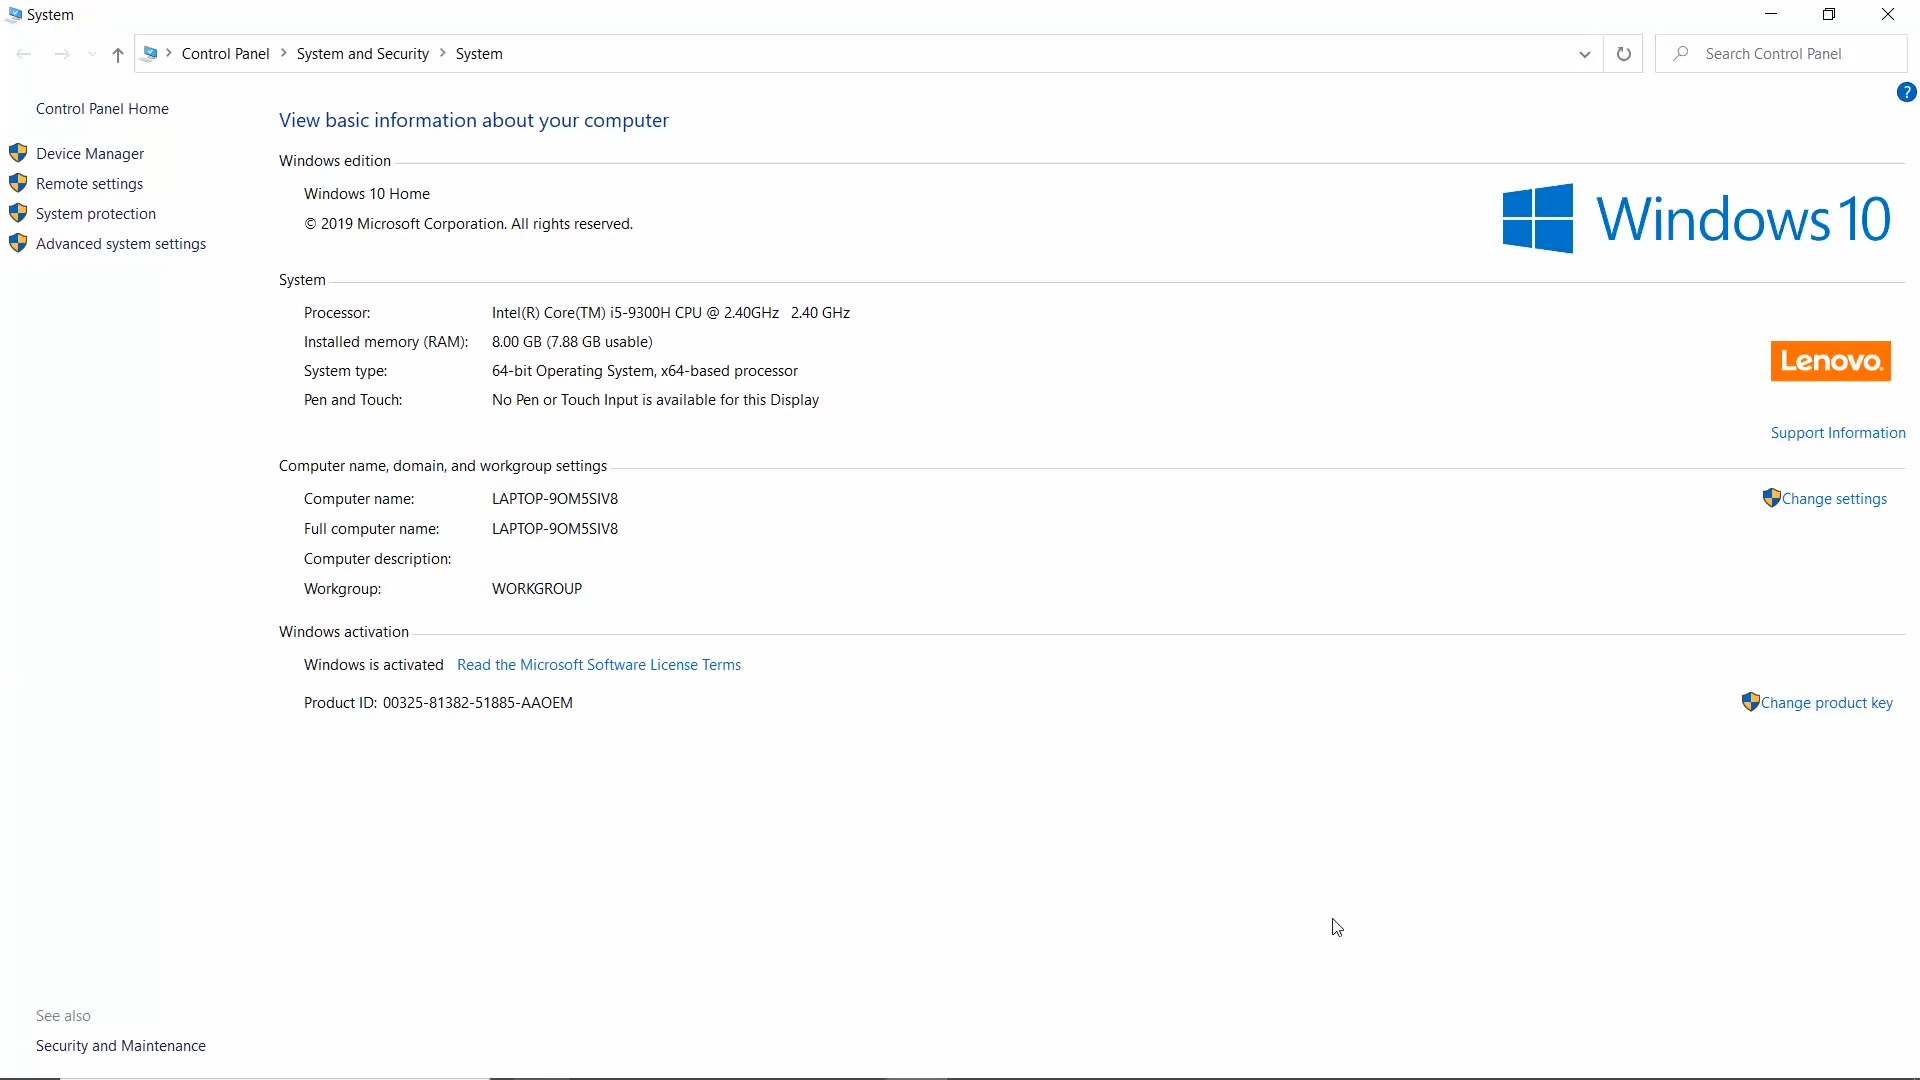 System
Control Panel System and Security System
Search Control Panel
?
Control Panel Home
Device Manager
Remote settings
System protection
Advanced system settings
View basic information about your computer
Windows edition
Windows 10 Home
© 2019 Microsoft Corporation. All rights reserved.
Windows 10
System
Processor: Intel(R) Core(TM) i5-9300H CPU @ 2.40GHz 2.40 GHz
Installed memory (RAM): 8.00 GB (7.88 GB usable)
System type: 64-bit Operating System, x64-based processor
Pen and Touch: No Pen or Touch Input is available for this Display
Lenovo.
Support Information
Computer name, domain, and workgroup settings
Computer name: LAPTOP-9OM5SIV8
Change settings
Full computer name: LAPTOP-9OM5SIV8
Computer description:
Workgroup: WORKGROUP
Windows activation
Windows is activated Read the Microsoft Software License Terms
Product ID: 00325-81382-51885-AAOEM
Change product key
See also
Security and Maintenance